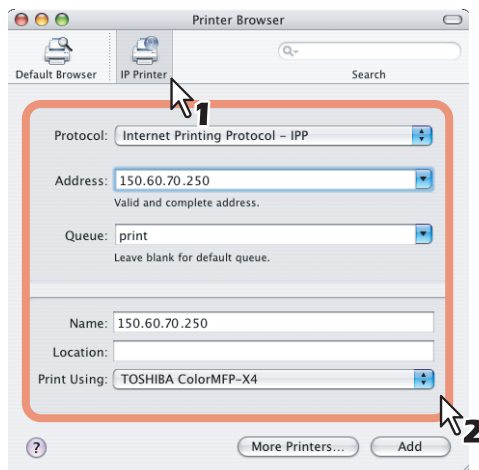 Printer Browser
Default Browser
IP Printer
Search
1
Protocol: Internet Printing Protocol – IPP
Address: 150.60.70.250
Valid and complete address.
Queue: print
Leave blank for default queue.
Name: 150.60.70.250
Location:
Print Using: TOSHIBA ColorMFP-X4
2
? More Printers... Add